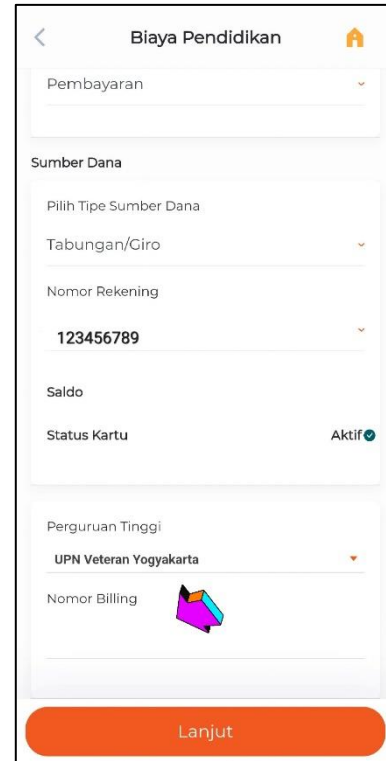 Biaya Pendidikan
Pembayaran
Sumber Dana
Pilih Tipe Sumber Dana
Tabungan/Giro
Nomor Rekening
123456789
Saldo
Status Kartu Aktif
Perguruan Tinggi
UPN Veteran Yogyakarta
Nomor Billing
Lanjut